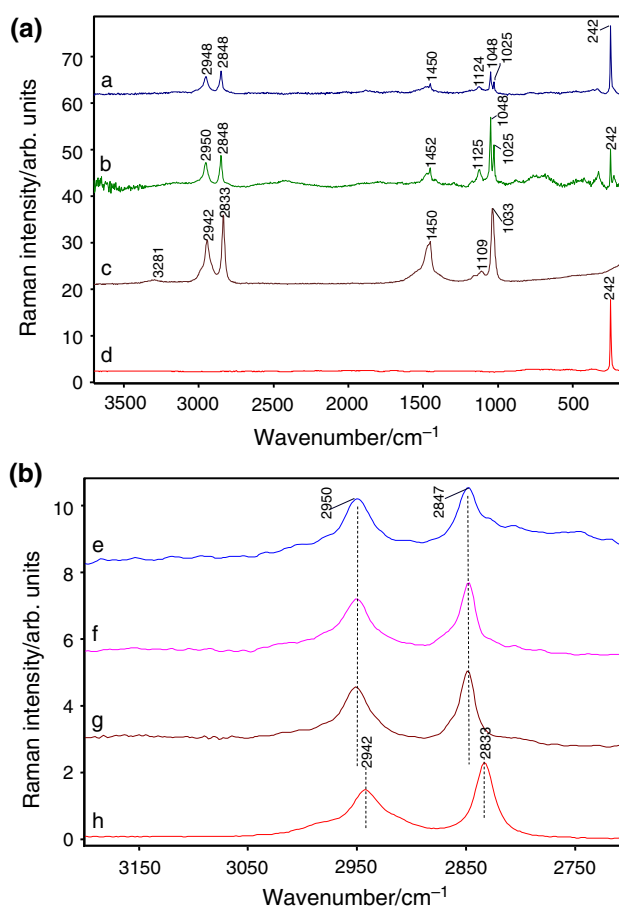 (a)
Raman intensity/arb. units
70
60
50
40
30
20
10
0
a
2948
2848
1450
1124
1048
1025
242
b
2950
2848
1452
1125
1048
1025
242
c
3281
2942
2833
1450
1109
1033
d
242
3500 3000 2500 2000 1500 1000 500
Wavenumber/cm⁻¹
(b)
Raman intensity/arb. units
10
8
6
4
2
0
e
2950
2847
f
g
h
2942
2833
3150 3050 2950 2850 2750
Wavenumber/cm⁻¹